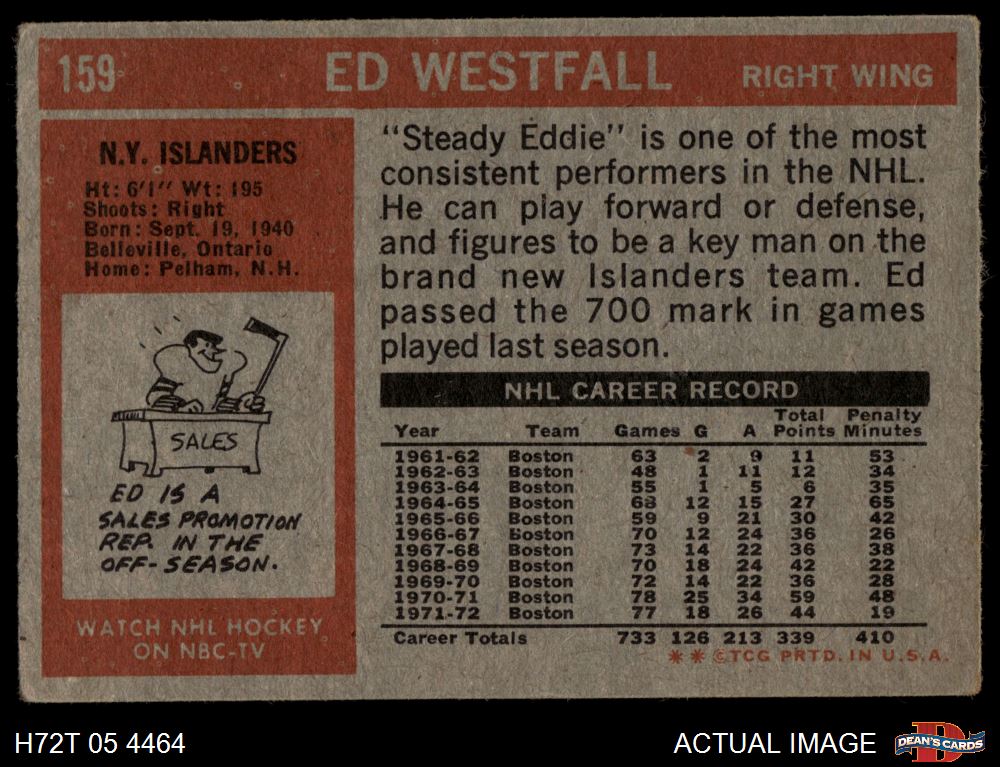 159 ED WESTFALL RIGHT WING
N.Y. ISLANDERS
Ht: 6'1" Wt: 195
Shoots: Right
Born: Sept. 19, 1940
Belleville, Ontario
Home: Pelham, N.H.
SALES
ED IS A
SALES PROMOTION
REP. IN THE
OFF-SEASON.
WATCH NHL HOCKEY
ON NBC-TV
"Steady Eddie" is one of the most
consistent performers in the NHL.
He can play forward or defense,
and figures to be a key man on the
brand new Islanders team. Ed
passed the 700 mark in games
played last season.
NHL CAREER RECORD
Year Team Games G A Total Points Penalty Minutes
1961-62 Boston 63 2 9 11 53
1962-63 Boston 48 1 11 12 34
1963-64 Boston 55 1 5 6 35
1964-65 Boston 68 12 15 27 65
1965-66 Boston 59 9 21 30 42
1966-67 Boston 70 12 24 36 26
1967-68 Boston 73 14 22 36 38
1968-69 Boston 70 18 24 42 22
1969-70 Boston 72 14 22 36 28
1970-71 Boston 78 25 34 59 48
1971-72 Boston 77 18 26 44 19
Career Totals 733 126 213 339 410
* * ©TCG PRTD. IN U.S.A.
H72T 05 4464
ACTUAL IMAGE
DEAN'S CARDS